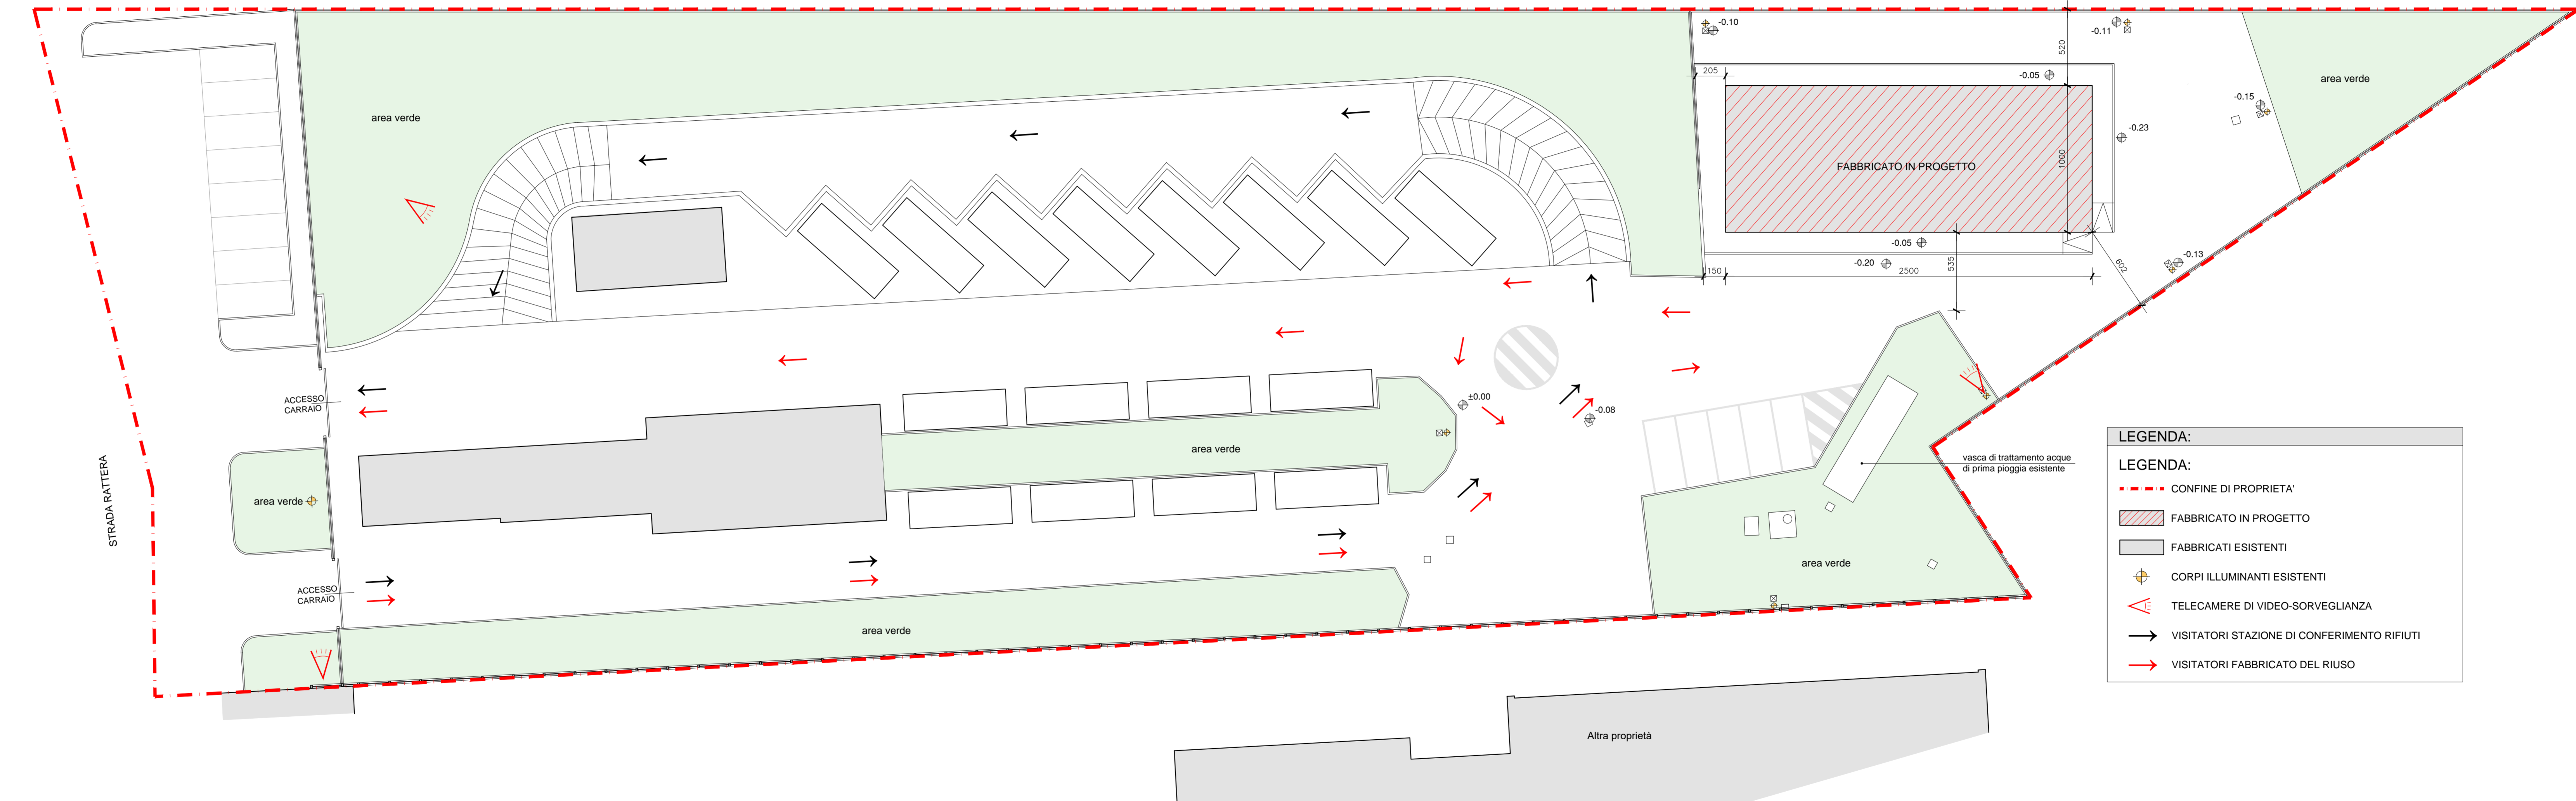 -0.10
-0.11
520
area verde
205
-0.05
-0.15
area verde
-0.23
FABBRICATO IN PROGETTO
1000
-0.05
-0.20
535
-0.13
602
150
2500
ACCESSO
CARRAIO
±0.00
-0.08
STRADA RATTERA
area verde
area verde
vasca di trattamento acque
di prima pioggia esistente
area verde
ACCESSO
CARRAIO
area verde
Altra proprietà
LEGENDA:
LEGENDA:
CONFINE DI PROPRIETA'
FABBRICATO IN PROGETTO
FABBRICATI ESISTENTI
CORPI ILLUMINANTI ESISTENTI
TELECAMERE DI VIDEO-SORVEGLIANZA
VISITATORI STAZIONE DI CONFERIMENTO RIFIUTI
VISITATORI FABBRICATO DEL RIUSO